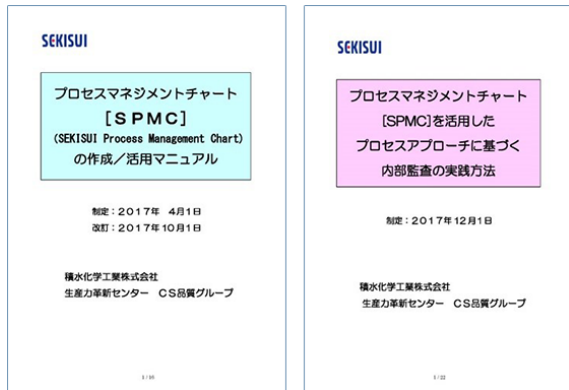 SEKISUI
プロセスマネジメントチャート
[SPMC]
(SEKISUI Process Management Chart)
の作成/活用マニュアル
制定:2017年 4月1日
改訂:2017年10月1日
積水化学工業株式会社
生産力革新センター CS品質グループ
SEKISUI
プロセスマネジメントチャート
[SPMC]を活用した
プロセスアプローチに基づく
内部監査の実践方法
制定:2017年12月1日
積水化学工業株式会社
生産力革新センター CS品質グループ